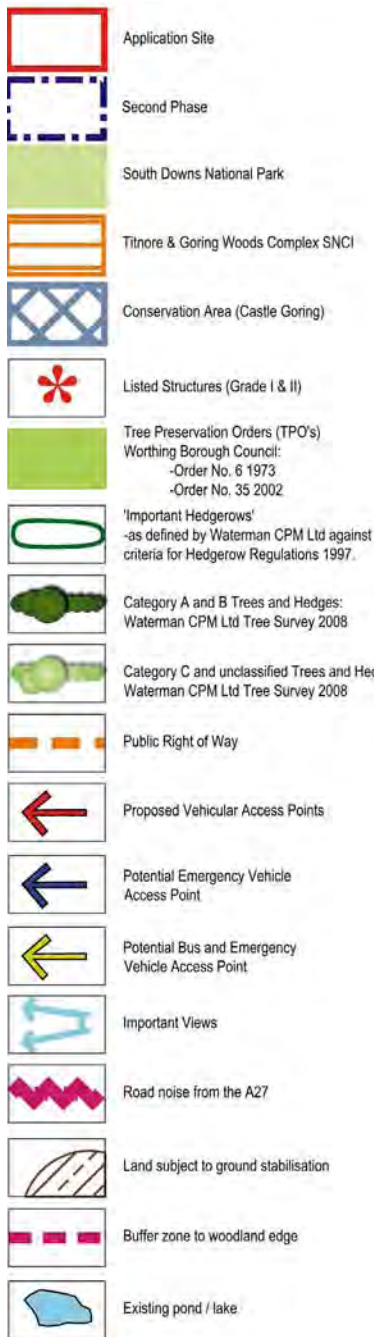 Application Site
Second Phase
South Downs National Park
Titnore & Goring Woods Complex SNCI
Conservation Area (Castle Goring)
Listed Structures (Grade I & II)
Tree Preservation Orders (TPO's)
Worthing Borough Council:
-Order No. 6 1973
-Order No. 35 2002
'Important Hedgerows'
-as defined by Waterman CPM Ltd against
criteria for Hedgerow Regulations 1997.
Category A and B Trees and Hedges:
Waterman CPM Ltd Tree Survey 2008
Category C and unclassified Trees and Hed
Waterman CPM Ltd Tree Survey 2008
Public Right of Way
Proposed Vehicular Access Points
Potential Emergency Vehicle
Access Point
Potential Bus and Emergency
Vehicle Access Point
Important Views
Road noise from the A27
Land subject to ground stabilisation
Buffer zone to woodland edge
Existing pond / lake